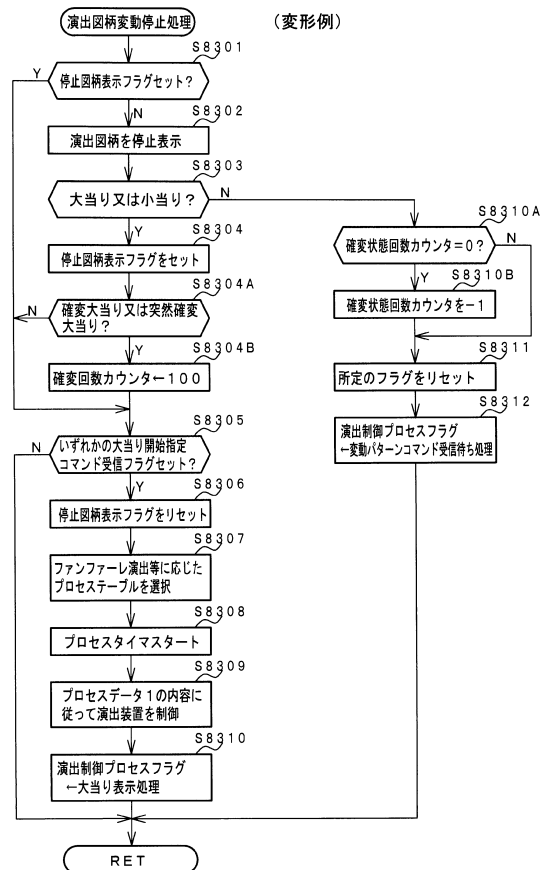 演出図柄変動停止処理
(変形例)
S8301
停止図柄表示フラグセット?
Y
N
S8302
演出図柄を停止表示
S8303
大当り又は小当り?
N
Y
S8304
停止図柄表示フラグをセット
S8304A
確変大当り又は突然確変
大当り?
N
Y
S8304B
確変回数カウンタ←100
S8305
いずれかの大当り開始指定
コマンド受信フラグセット?
N
Y
S8306
停止図柄表示フラグをリセット
S8307
ファンファーレ演出等に応じた
プロセステーブルを選択
S8308
プロセスタイマスタート
S8309
プロセスデータ1の内容に
従って演出装置を制御
S8310
演出制御プロセスフラグ
←大当り表示処理
S8310A
確変状態回数カウンタ=0?
N
Y
S8310B
確変状態回数カウンタを-1
S8311
所定のフラグをリセット
S8312
演出制御プロセスフラグ
←変動パターンコマンド受信待ち処理
RET